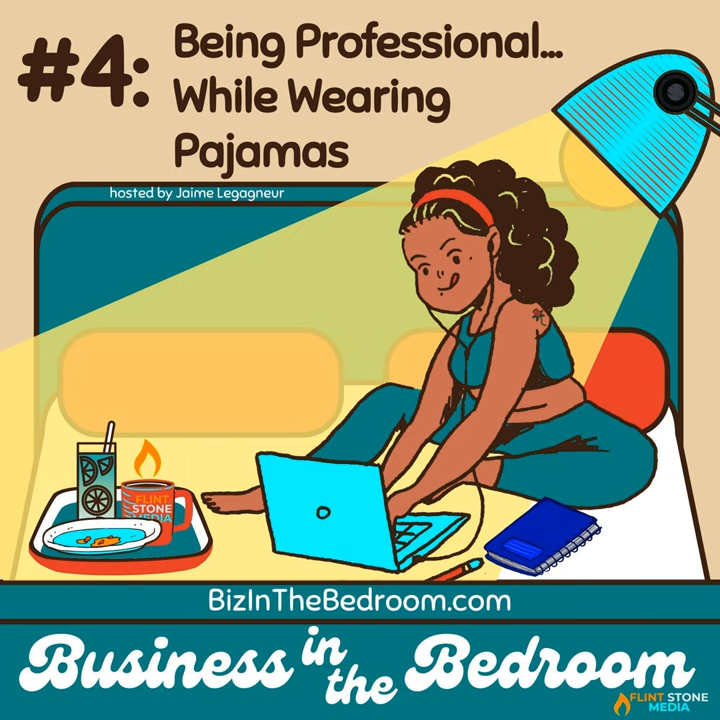 #4:
Being Professional...
While Wearing
Pajamas
hosted by Jaime Legagneur
FLINT
STONE
MEDIA
BizInTheBedroom.com
Business in the Bedroom
FLINT STONE
MEDIA